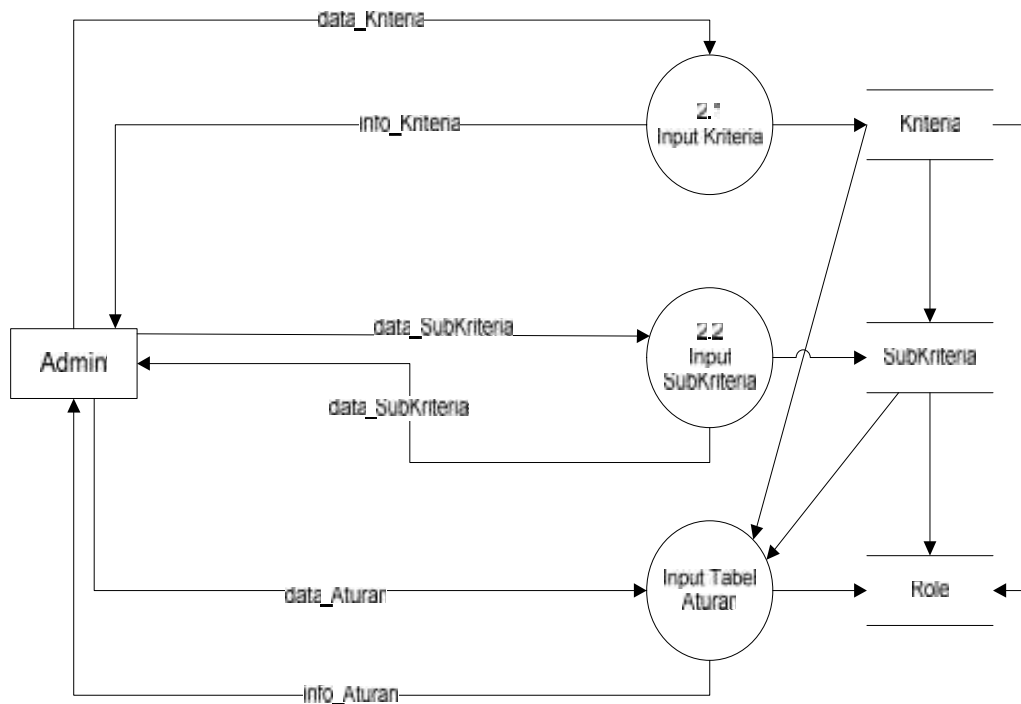 data_Kriteria
2.1
Input Kriteria
info_Kriteria
Kriteria
data_SubKriteria
2.2
Input
SubKriteria
SubKriteria
Admin
data_SubKriteria
Input Tabel
Aturan
data_Aturan
Role
info_Aturan